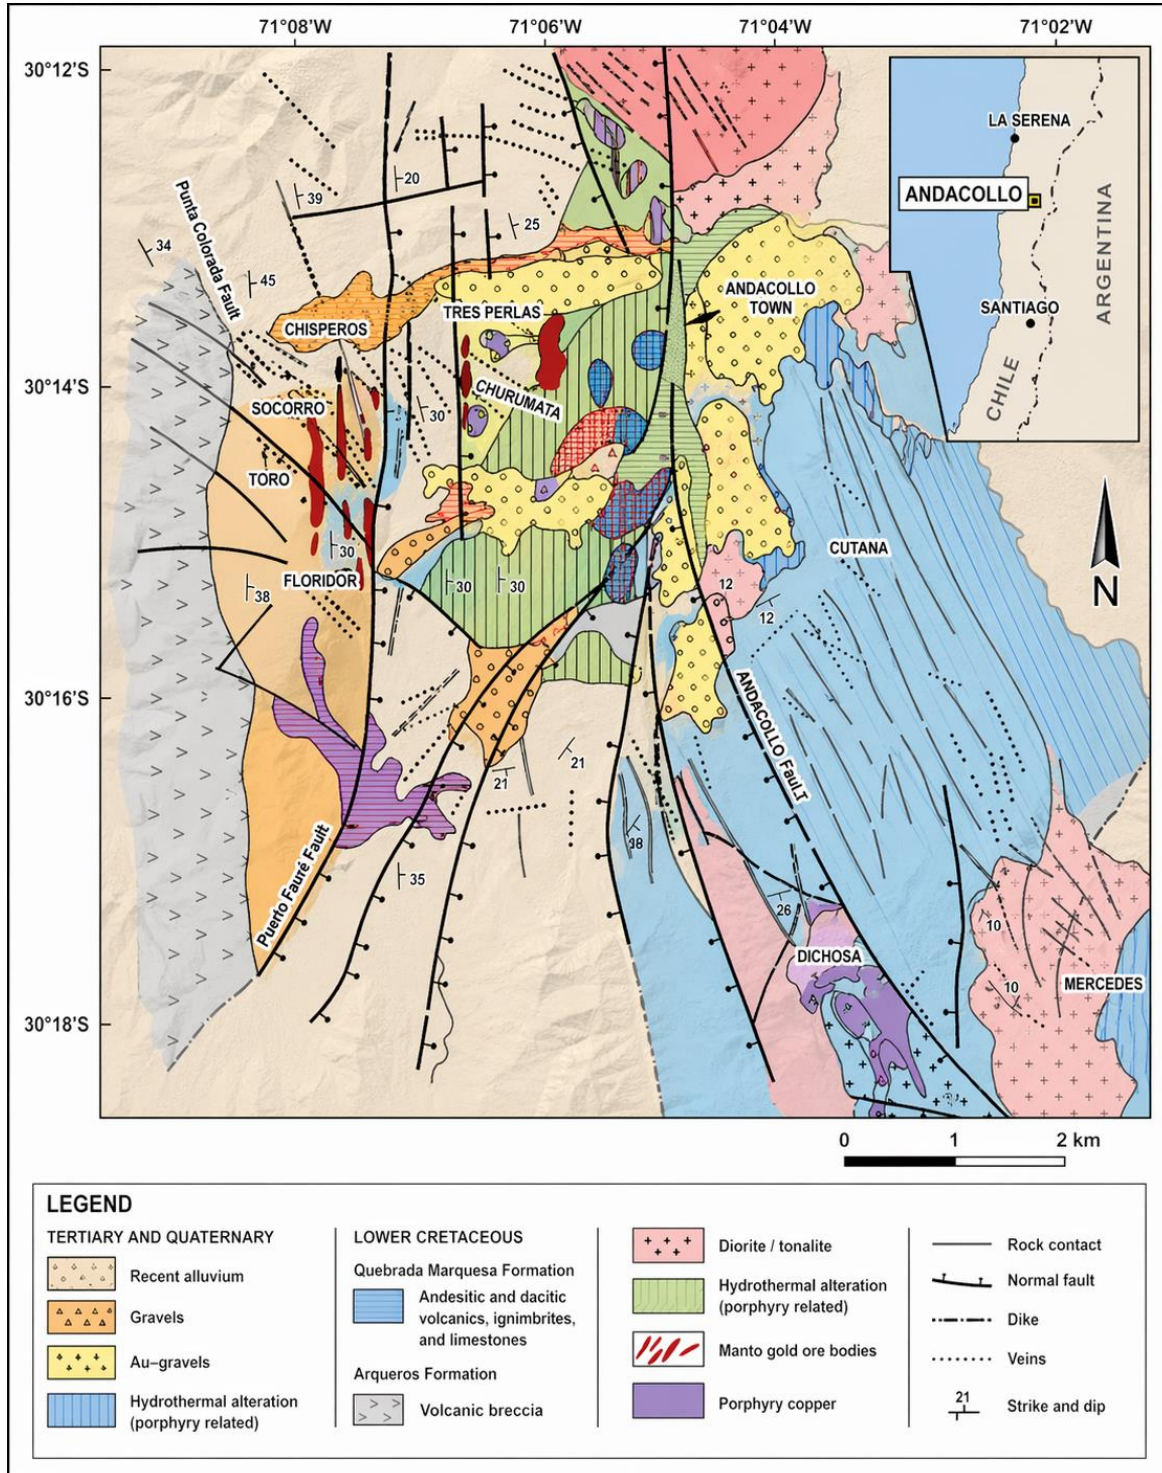 71°08'W
71°06'W
71°04'W
71°02'W
30°12'S
30°14'S
30°16'S
30°18'S
LA SERENA
ANDACOLLO
SANTIAGO
CHILE
ARGENTINA
20
39
25
34
45
Punta Colorada Fault
CHISPEROS
TRES PERLAS
ANDACOLLO
TOWN
CHURUMATA
SOCORRO
30
TORO
30
FLORIDOR
38
30
30
CUTANA
12
12
N
ANDACOLLO FaulT
21
21
35
26
Puerto Fauré Fault
DICHOSA
10
10
MERCEDES
0 1 2 km
LEGEND
TERTIARY AND QUATERNARY
Recent alluvium
Gravels
Au–gravels
Hydrothermal alteration
(porphyry related)
LOWER CRETACEOUS
Quebrada Marquesa Formation
Andesitic and dacitic
volcanics, ignimbrites,
and limestones
Arqueros Formation
Volcanic breccia
Diorite / tonalite
Hydrothermal alteration
(porphyry related)
Manto gold ore bodies
Porphyry copper
Rock contact
Normal fault
Dike
Veins
21
Strike and dip